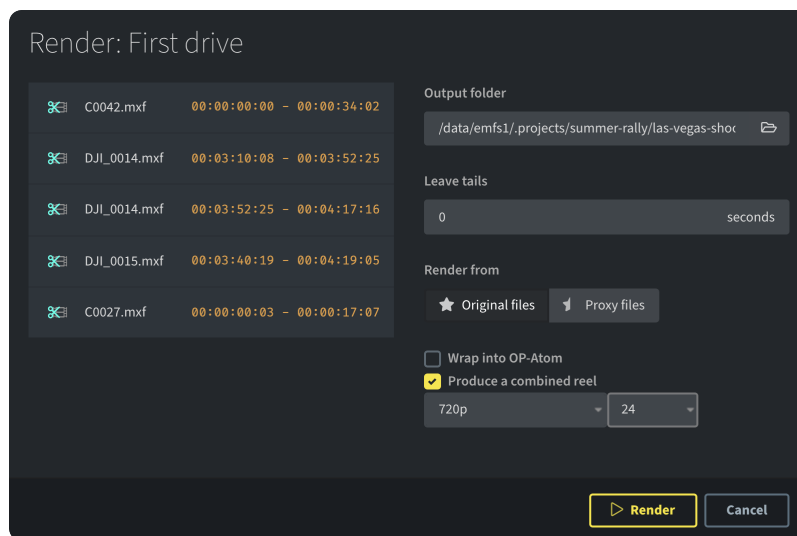 Render: First drive
C0042.mxf 00:00:00:00 - 00:00:34:02
DJI_0014.mxf 00:03:10:08 - 00:03:52:25
DJI_0014.mxf 00:03:52:25 - 00:04:17:16
DJI_0015.mxf 00:03:40:19 - 00:04:19:05
C0027.mxf 00:00:00:03 - 00:00:17:07
Output folder
/data/emfs1/.projects/summer-rally/las-vegas-shoc
Leave tails
0 seconds
Render from
Original files Proxy files
Wrap into OP-Atom
Produce a combined reel
720p 24
Render Cancel